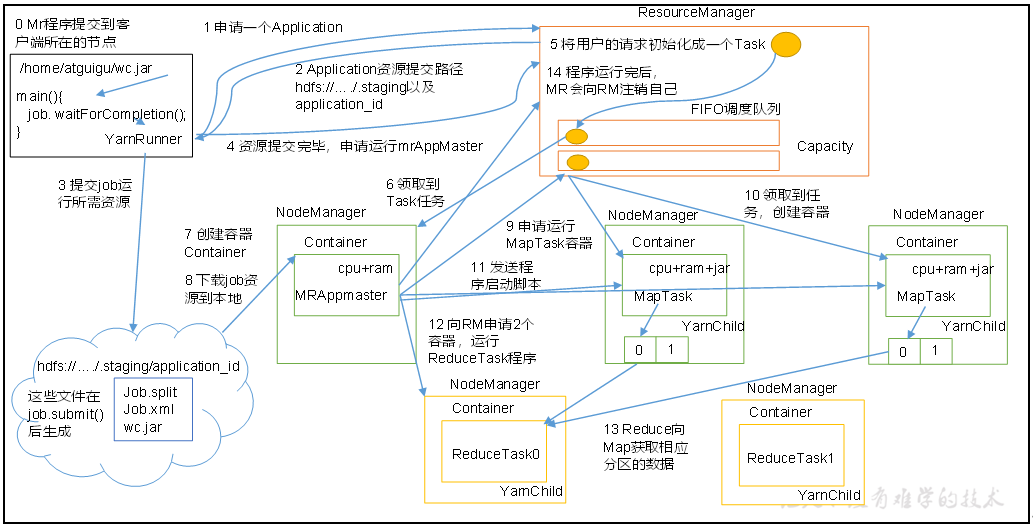 0 Mr程序提交到客
户端所在的节点
/home/atguigu/wc.jar
main(){
job. waitForCompletion();
}
YarnRunner
1 申请一个Application
2 Application资源提交路径
hdfs://…./.staging以及
application_id
4 资源提交完毕，申请运行mrAppMaster
ResourceManager
5 将用户的请求初始化成一个Task
14 程序运行完后，
MR会向RM注销自己
FIFO调度队列
Capacity
3 提交job运
行所需资源
6 领取到
Task任务
7 创建容器
Container
8 下载job资
源到本地
NodeManager
Container
cpu+ram
MRAppmaster
9 申请运行
MapTask容器
11 发送程
序启动脚本
12 向RM申请2个
容器，运行
ReduceTask程序
NodeManager
Container
cpu+ram+jar
MapTask
YarnChild
0 1
10 领取到任
务，创建容器
NodeManager
Container
cpu+ram+jar
MapTask
YarnChild
0 1
hdfs://…./.staging/application_id
这些文件在
job.submit()
后生成
Job.split
Job.xml
wc.jar
NodeManager
Container
ReduceTask0
YarnChild
13 Reduce向
Map获取相应
分区的数据
NodeManager
Container
ReduceTask1
YarnChild
没有难学的技术